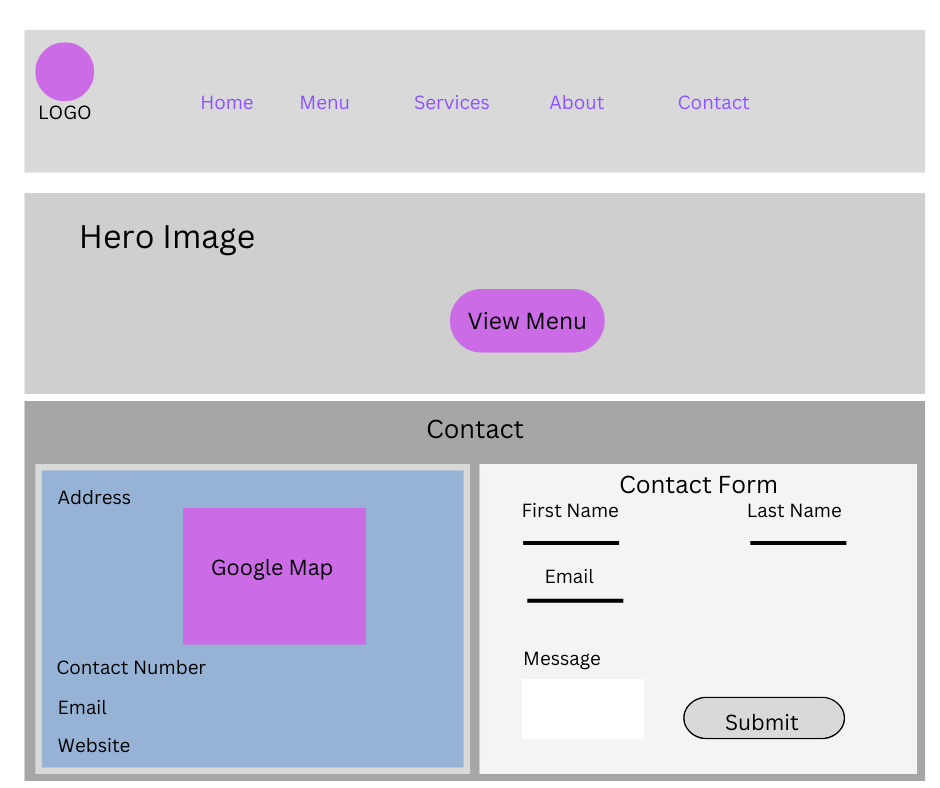 LOGO
Home Menu Services About Contact
Hero Image
View Menu
Contact
Address
Google Map
Contact Number
Email
Website
Contact Form
First Name Last Name
Email
Message
Submit